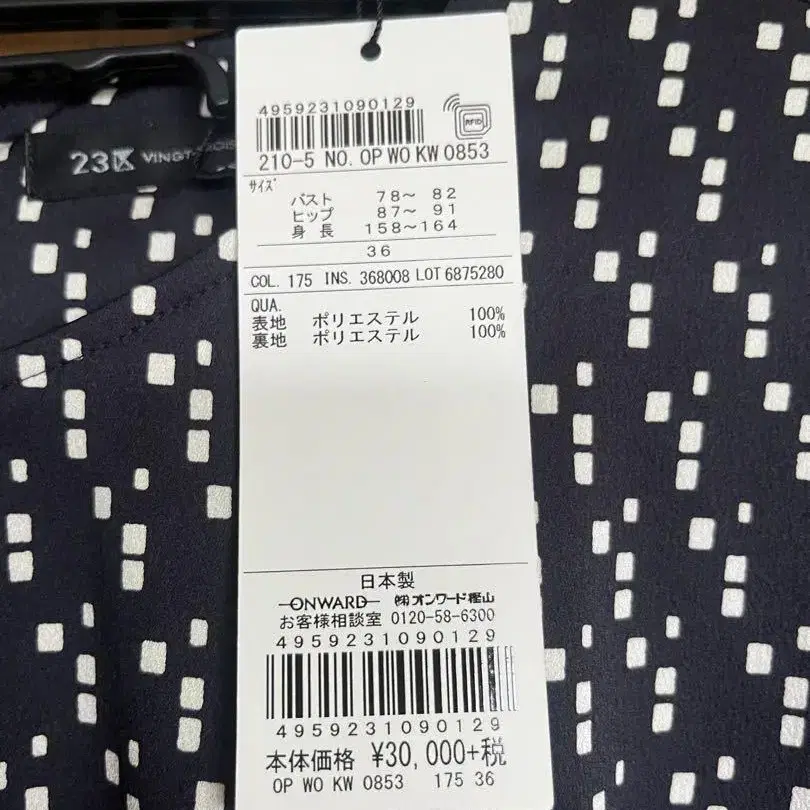 23区 VINGT
4959231090129
RFID
210-5 NO. OP WO KW 0853
サイズ
バスト 78～ 82
ヒップ 87～ 91
身長 158～164
36
COL. 175 INS. 368008 LOT 6875280
QUA.
表地 ポリエステル 100%
裏地 ポリエステル 100%
日本製
ONWARD ㈱オンワード樫山
お客様相談室 0120-58-6300
4959231090129
4959231090129
本体価格 ¥30,000+税
OP WO KW 0853 175 36